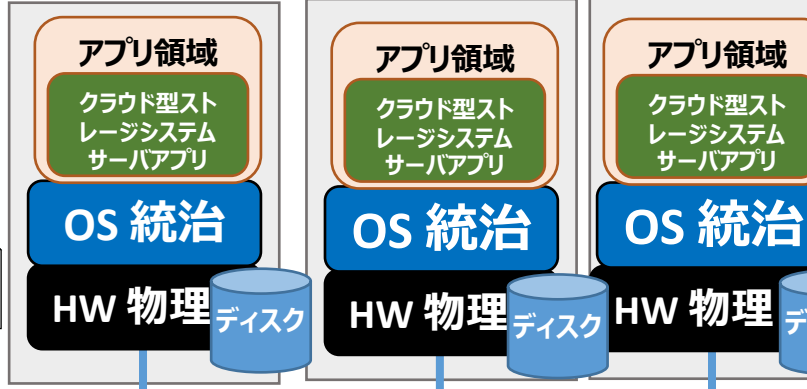 アプリ領域
クラウド型スト
レージシステム
サーバアプリ
OS 統治
HW 物理
ディスク
アプリ領域
クラウド型スト
レージシステム
サーバアプリ
OS 統治
HW 物理
ディスク
アプリ領域
クラウド型スト
レージシステム
サーバアプリ
OS 統治
HW 物理